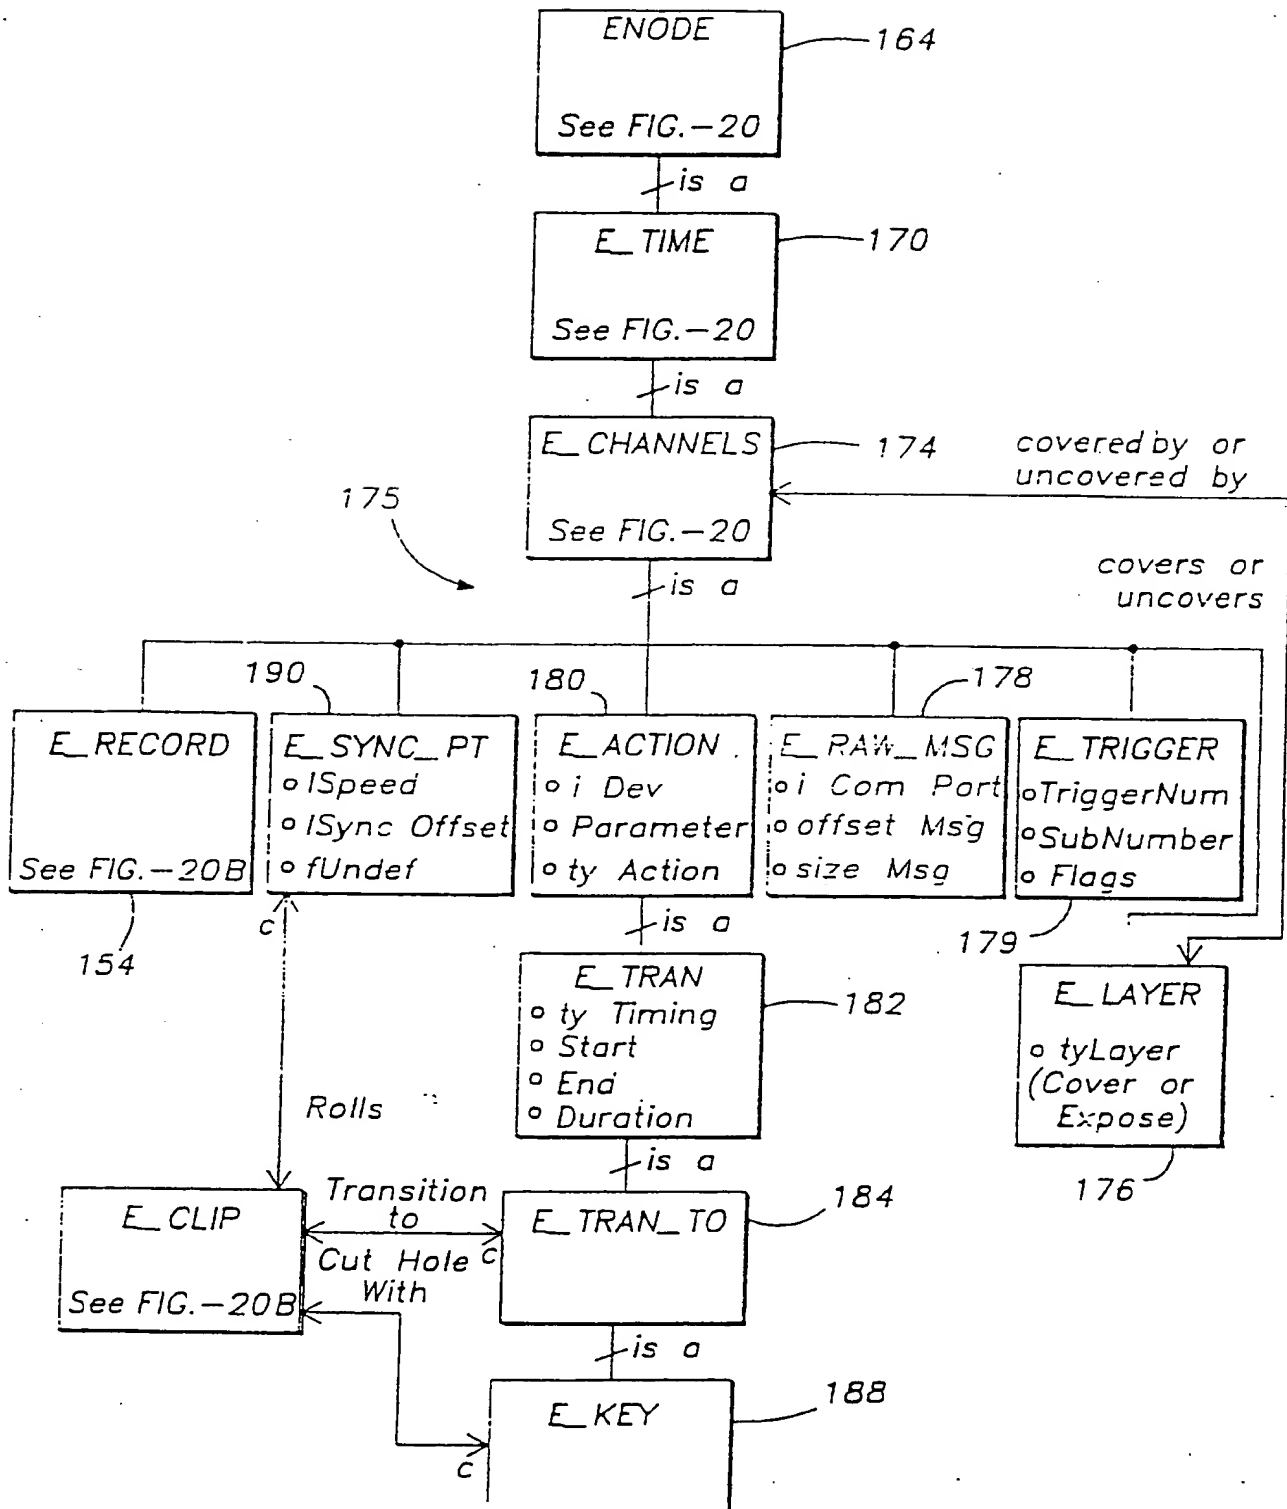 ENODE
164
See FIG.-20
is a
E_TIME
170
See FIG.-20
is a
E_CHANNELS
174
covered by or
uncovered by
175
See FIG.-20
is a
covers or
uncovers
190
180
178
E_RECORD
See FIG.-20B
154
E_SYNC_PT
lSpeed
lSync Offset
fUndef
c
E_ACTION
i Dev
Parameter
ty Action
is a
E_RAW_MSG
i Com Port
offset Msg
size Msg
E_TRIGGER
TriggerNum
SubNumber
Flags
179
E_TRAN
ty Timing
Start
End
Duration
182
is a
E_LAYER
tyLayer
(Cover or
Expose)
176
Rolls
E_CLIP
See FIG.-20B
Transition
to
c
Cut Hole
With
E_TRAN_TO
184
is a
E_KEY
188
c